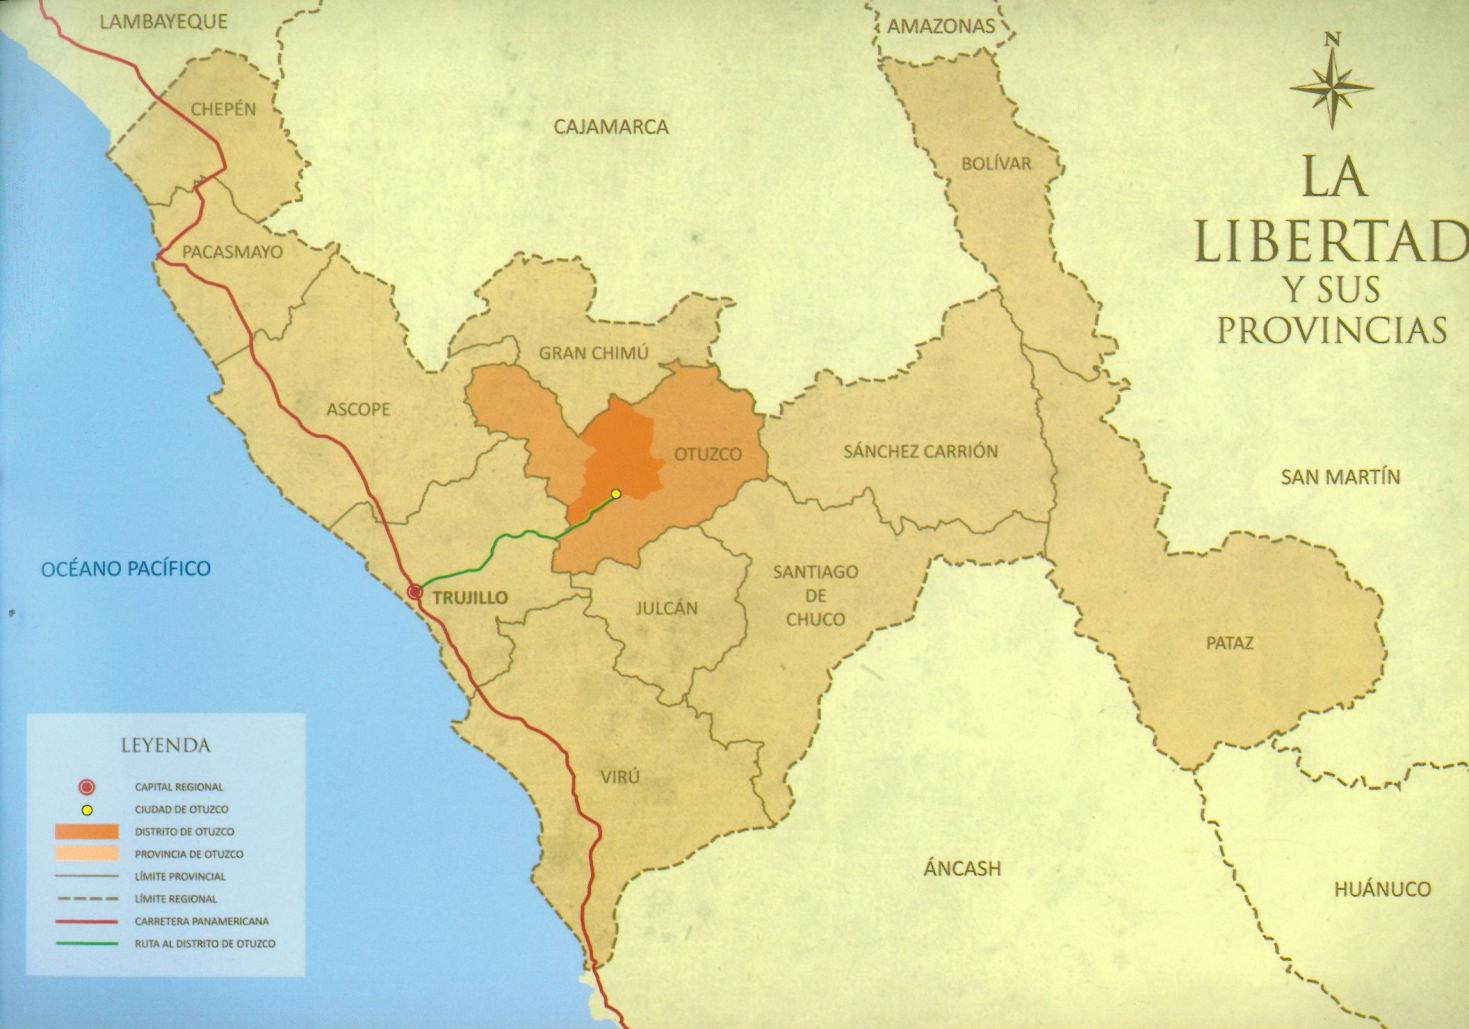 LAMBAYEQUE
AMAZONAS
N
CHEPÉN
CAJAMARCA
BOLÍVAR
LA
LIBERTAD
Y SUS
PROVINCIAS
PACASMAYO
GRAN CHIMÚ
ASCOPE
OTUZCO
SÁNCHEZ CARRIÓN
SAN MARTÍN
OCÉANO PACÍFICO
TRUJILLO
JULCÁN
SANTIAGO
DE
CHUCO
PATAZ
VIRÚ
ÁNCASH
HUÁNUCO
LEYENDA
CAPITAL REGIONAL
CIUDAD DE OTUZCO
DISTRITO DE OTUZCO
PROVINCIA DE OTUZCO
LÍMITE PROVINCIAL
LÍMITE REGIONAL
CARRETERA PANAMERICANA
RUTA AL DISTRITO DE OTUZCO